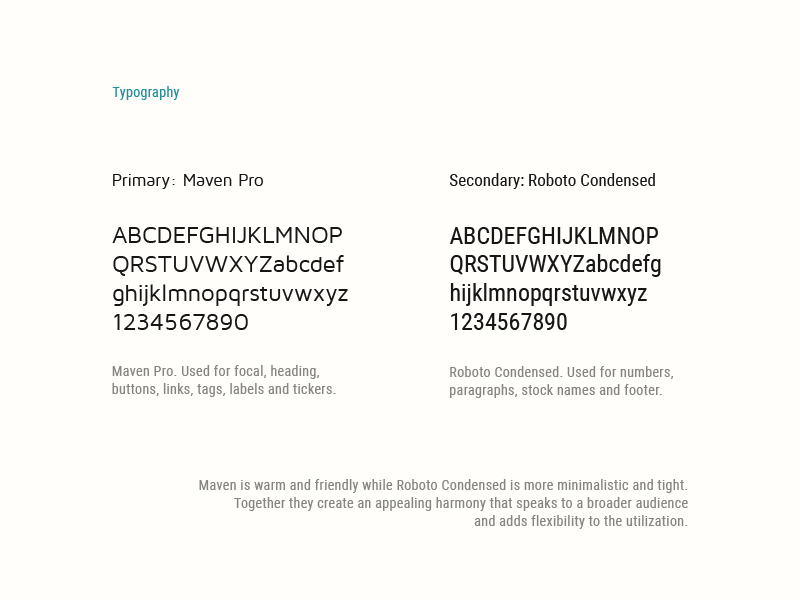 Typography
Primary: Maven Pro
ABCDEFGHIJKLMNOP
QRSTUVWXYZabcdef
ghijklmnopqrstuvwxyz
1234567890
Maven Pro. Used for focal, heading,
buttons, links, tags, labels and tickers.
Secondary: Roboto Condensed
ABCDEFGHIJKLMNOP
QRSTUVWXYZabcdefg
hijklmnopqrstuvwxyz
1234567890
Roboto Condensed. Used for numbers,
paragraphs, stock names and footer.
Maven is warm and friendly while Roboto Condensed is more minimalistic and tight.
Together they create an appealing harmony that speaks to a broader audience
and adds flexibility to the utilization.